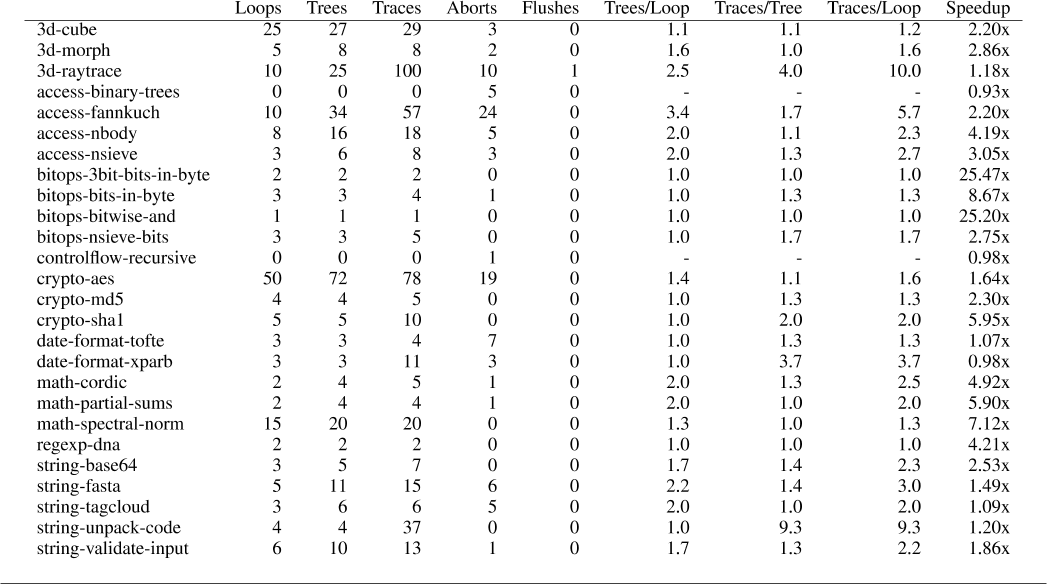 Loops Trees Traces Aborts Flushes Trees/Loop Traces/Tree Traces/Loop Speedup
3d-cube 25 27 29 3 0 1.1 1.1 1.2 2.20x
3d-morph 5 8 8 2 0 1.6 1.0 1.6 2.86x
3d-raytrace 10 25 100 10 1 2.5 4.0 10.0 1.18x
access-binary-trees 0 0 0 5 0 - - - 0.93x
access-fannkuch 10 34 57 24 0 3.4 1.7 5.7 2.20x
access-nbody 8 16 18 5 0 2.0 1.1 2.3 4.19x
access-nsieve 3 6 8 3 0 2.0 1.3 2.7 3.05x
bitops-3bit-bits-in-byte 2 2 2 0 0 1.0 1.0 1.0 25.47x
bitops-bits-in-byte 3 3 4 1 0 1.0 1.3 1.3 8.67x
bitops-bitwise-and 1 1 1 0 0 1.0 1.0 1.0 25.20x
bitops-nsieve-bits 3 3 5 0 0 1.0 1.7 1.7 2.75x
controlflow-recursive 0 0 0 1 0 - - - 0.98x
crypto-aes 50 72 78 19 0 1.4 1.1 1.6 1.64x
crypto-md5 4 4 5 0 0 1.0 1.3 1.3 2.30x
crypto-sha1 5 5 10 0 0 1.0 2.0 2.0 5.95x
date-format-tofte 3 3 4 7 0 1.0 1.3 1.3 1.07x
date-format-xparb 3 3 11 3 0 1.0 3.7 3.7 0.98x
math-cordic 2 4 5 1 0 2.0 1.3 2.5 4.92x
math-partial-sums 2 4 4 1 0 2.0 1.0 2.0 5.90x
math-spectral-norm 15 20 20 0 0 1.3 1.0 1.3 7.12x
regexp-dna 2 2 2 0 0 1.0 1.0 1.0 4.21x
string-base64 3 5 7 0 0 1.7 1.4 2.3 2.53x
string-fasta 5 11 15 6 0 2.2 1.4 3.0 1.49x
string-tagcloud 3 6 6 5 0 2.0 1.0 2.0 1.09x
string-unpack-code 4 4 37 0 0 1.0 9.3 9.3 1.20x
string-validate-input 6 10 13 1 0 1.7 1.3 2.2 1.86x